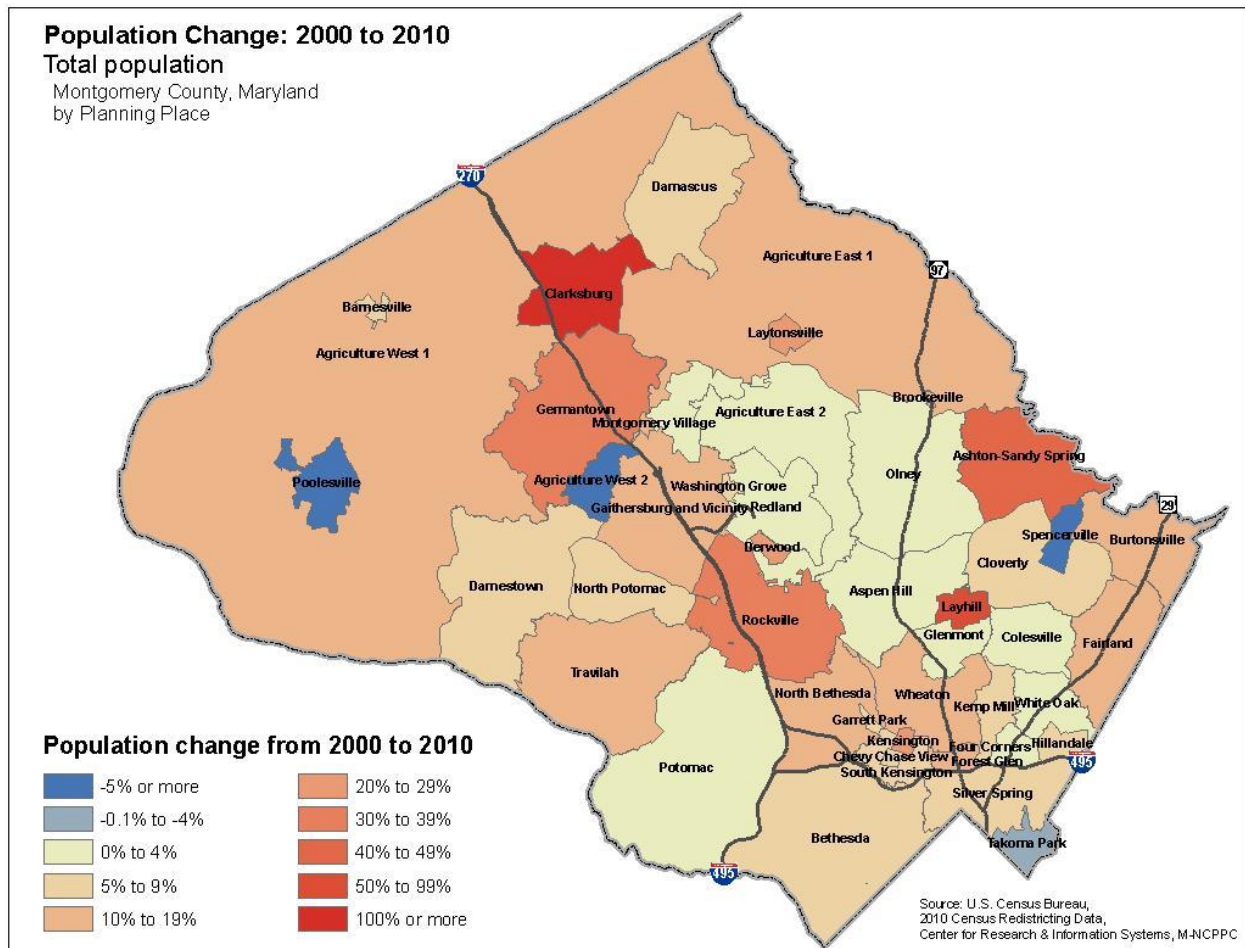 Population Change: 2000 to 2010
Total population
Montgomery County, Maryland
by Planning Place
270
Damascus
97
Agriculture East 1
Clarksburg
Barnesville
Laytonsville
Agriculture West 1
Brookeville
Germantown
Agriculture East 2
Montgomery Village
Ashton-Sandy Spring
Olney
Poolesville
Agriculture West 2
Washington Grove
29
Gaithersburg and Vicinity
Redland
Spencerville
Burtonsville
Derwood
Cloverly
Darnestown
North Potomac
Aspen Hill
Layhill
Rockville
Glenmont
Colesville
Fairland
Travilah
North Bethesda
Wheaton
Kemp Mill
White Oak
Garrett Park
Kensington
Four Corners
Hillandale
Chevy Chase View
Forest Glen
495
Potomac
South Kensington
Silver Spring
Bethesda
Takoma Park
495
Population change from 2000 to 2010
-5% or more
-0.1% to -4%
0% to 4%
5% to 9%
10% to 19%
20% to 29%
30% to 39%
40% to 49%
50% to 99%
100% or more
Source: U.S. Census Bureau,
2010 Census Redistricting Data,
Center for Research & Information Systems, M-NCPPC